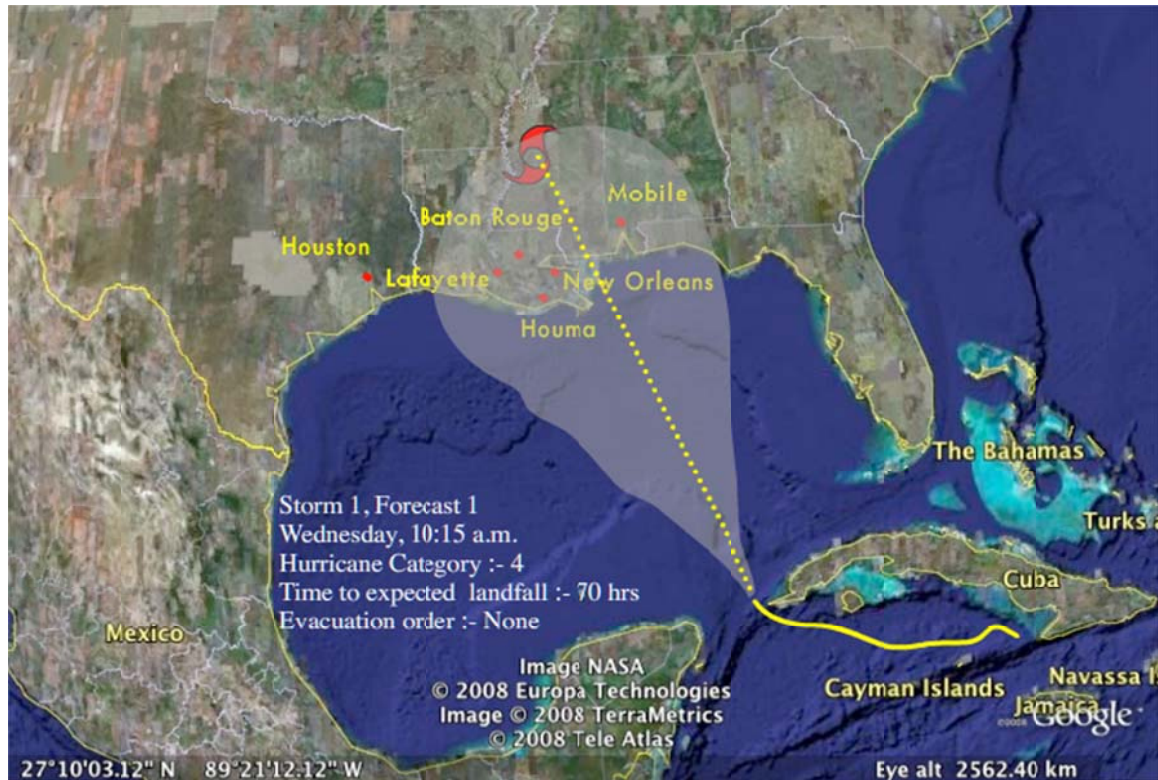 Mobile
Baton Rouge
Houston
Lafayette
New Orleans
Houma
The Bahamas
Storm 1, Forecast 1
Wednesday, 10:15 a.m.
Hurricane Category :- 4
Time to expected landfall :- 70 hrs
Evacuation order :- None
Turks a
Cuba
Mexico
Image NASA
© 2008 Europa Technologies
Image © 2008 TerraMetrics
© 2008 Tele Atlas
Cayman Islands
Navassa Is
Jamaica
Google
27°10'03.12" N 89°21'12.12" W
Eye alt 2562.40 km